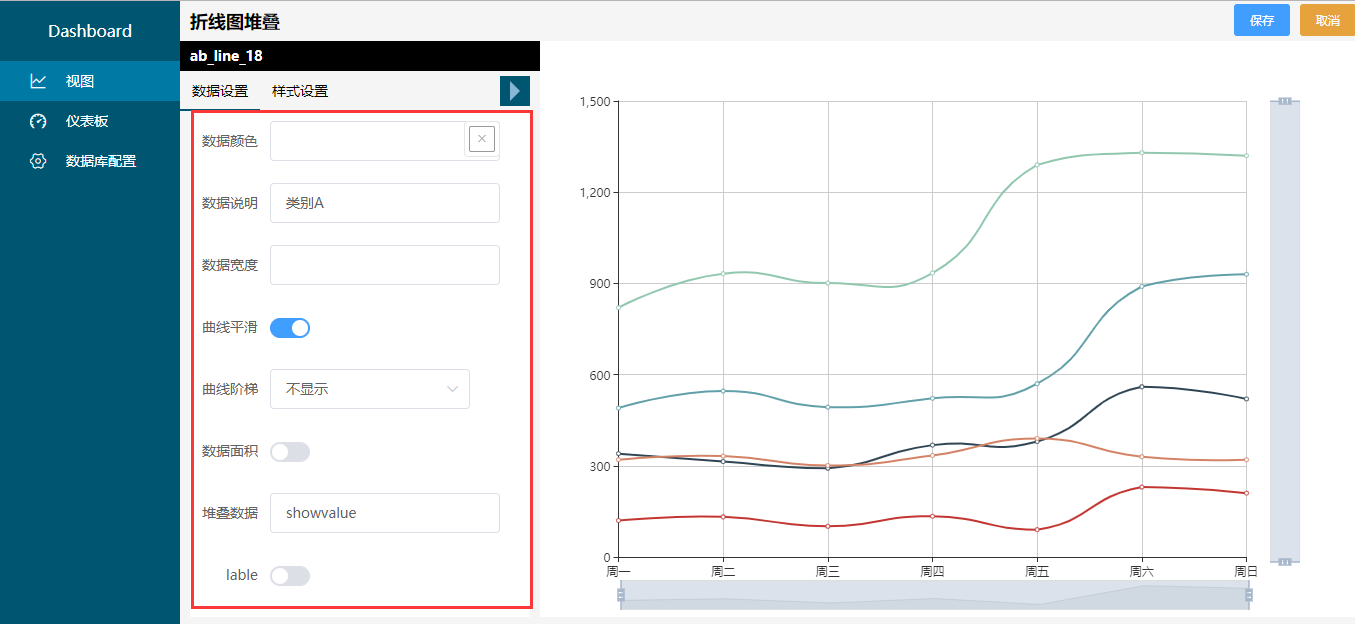 Dashboard
视图
仪表板
数据库配置
折线图堆叠
保存
取消
ab_line_18
数据设置
样式设置
数据颜色
数据说明
类别A
数据宽度
曲线平滑
曲线阶梯
不显示
数据面积
堆叠数据
showvalue
lable
1,500
1,200
900
600
300
0
周一
周二
周三
周四
周五
周六
周日